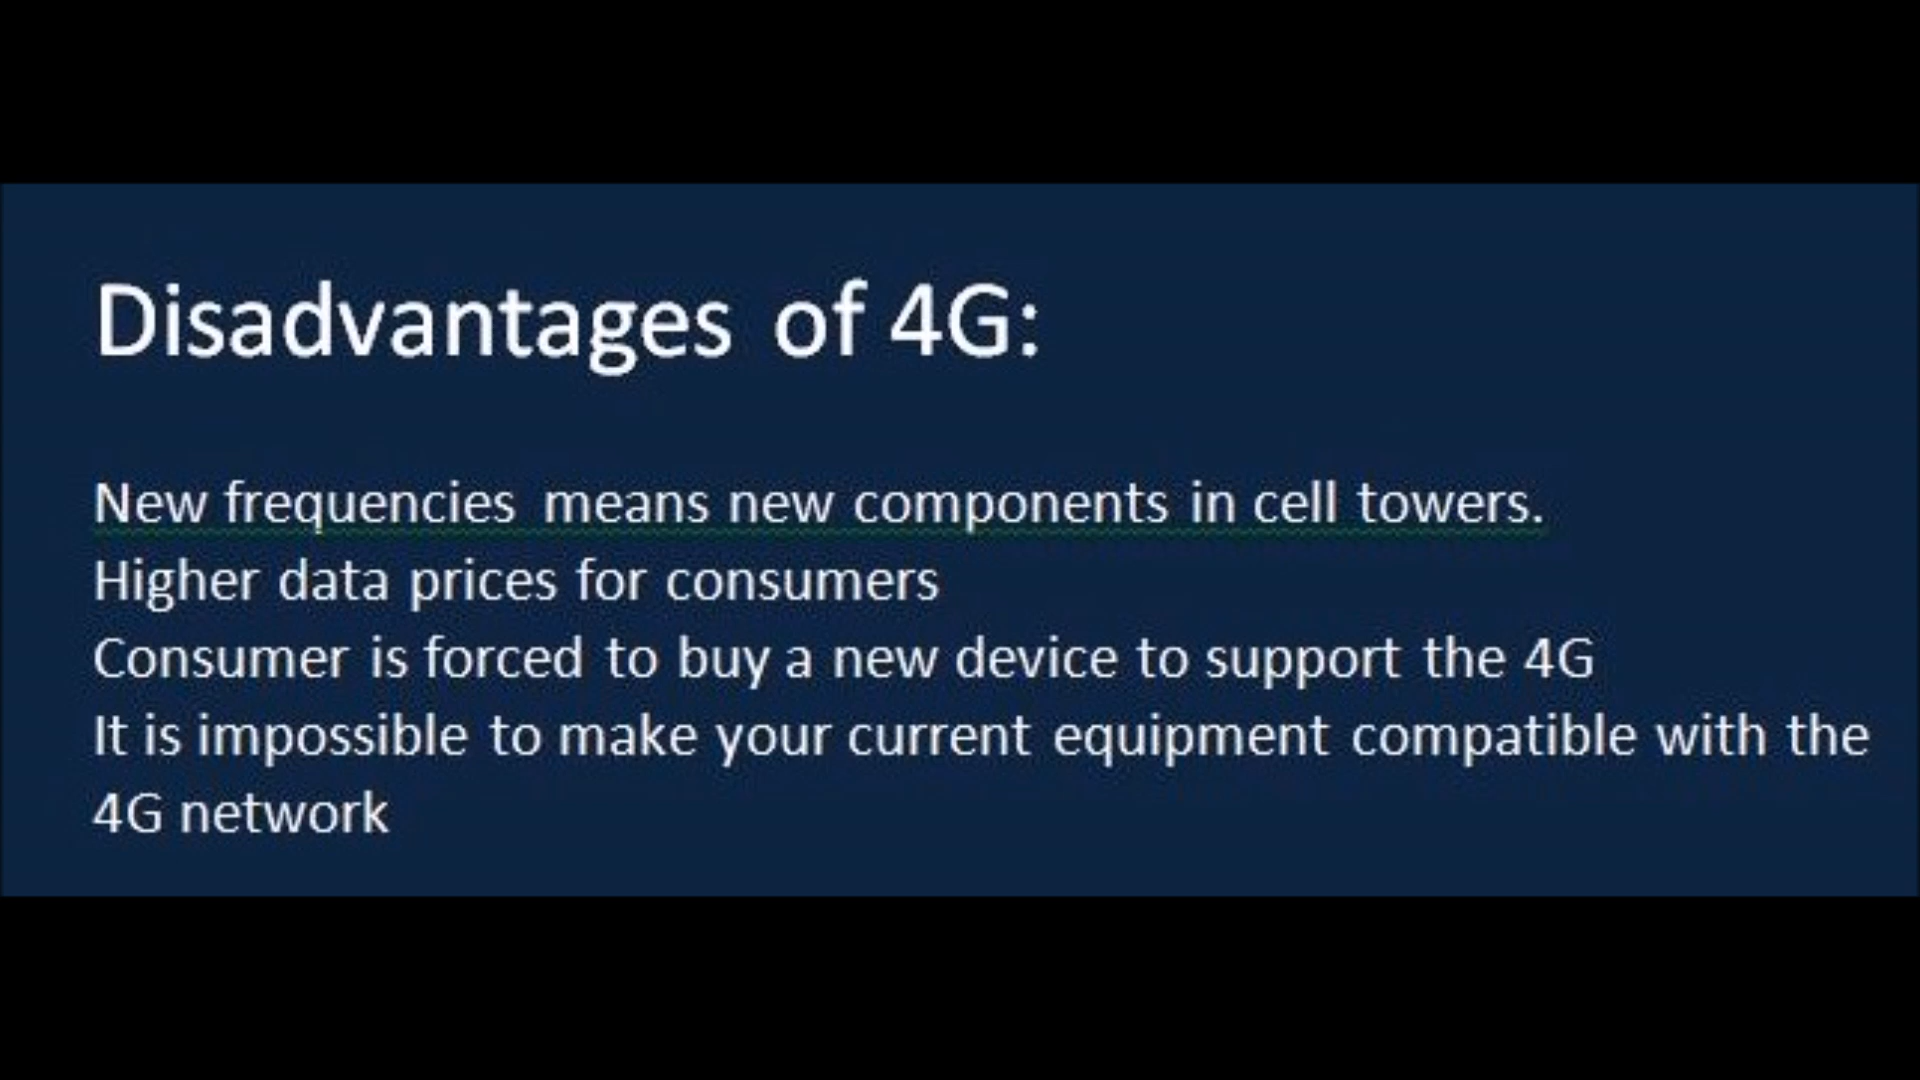 Disadvantages of 4G:
New frequencies means new components in cell towers.
Higher data prices for consumers
Consumer is forced to buy a new device to support the 4G
It is impossible to make your current equipment compatible with the
4G network